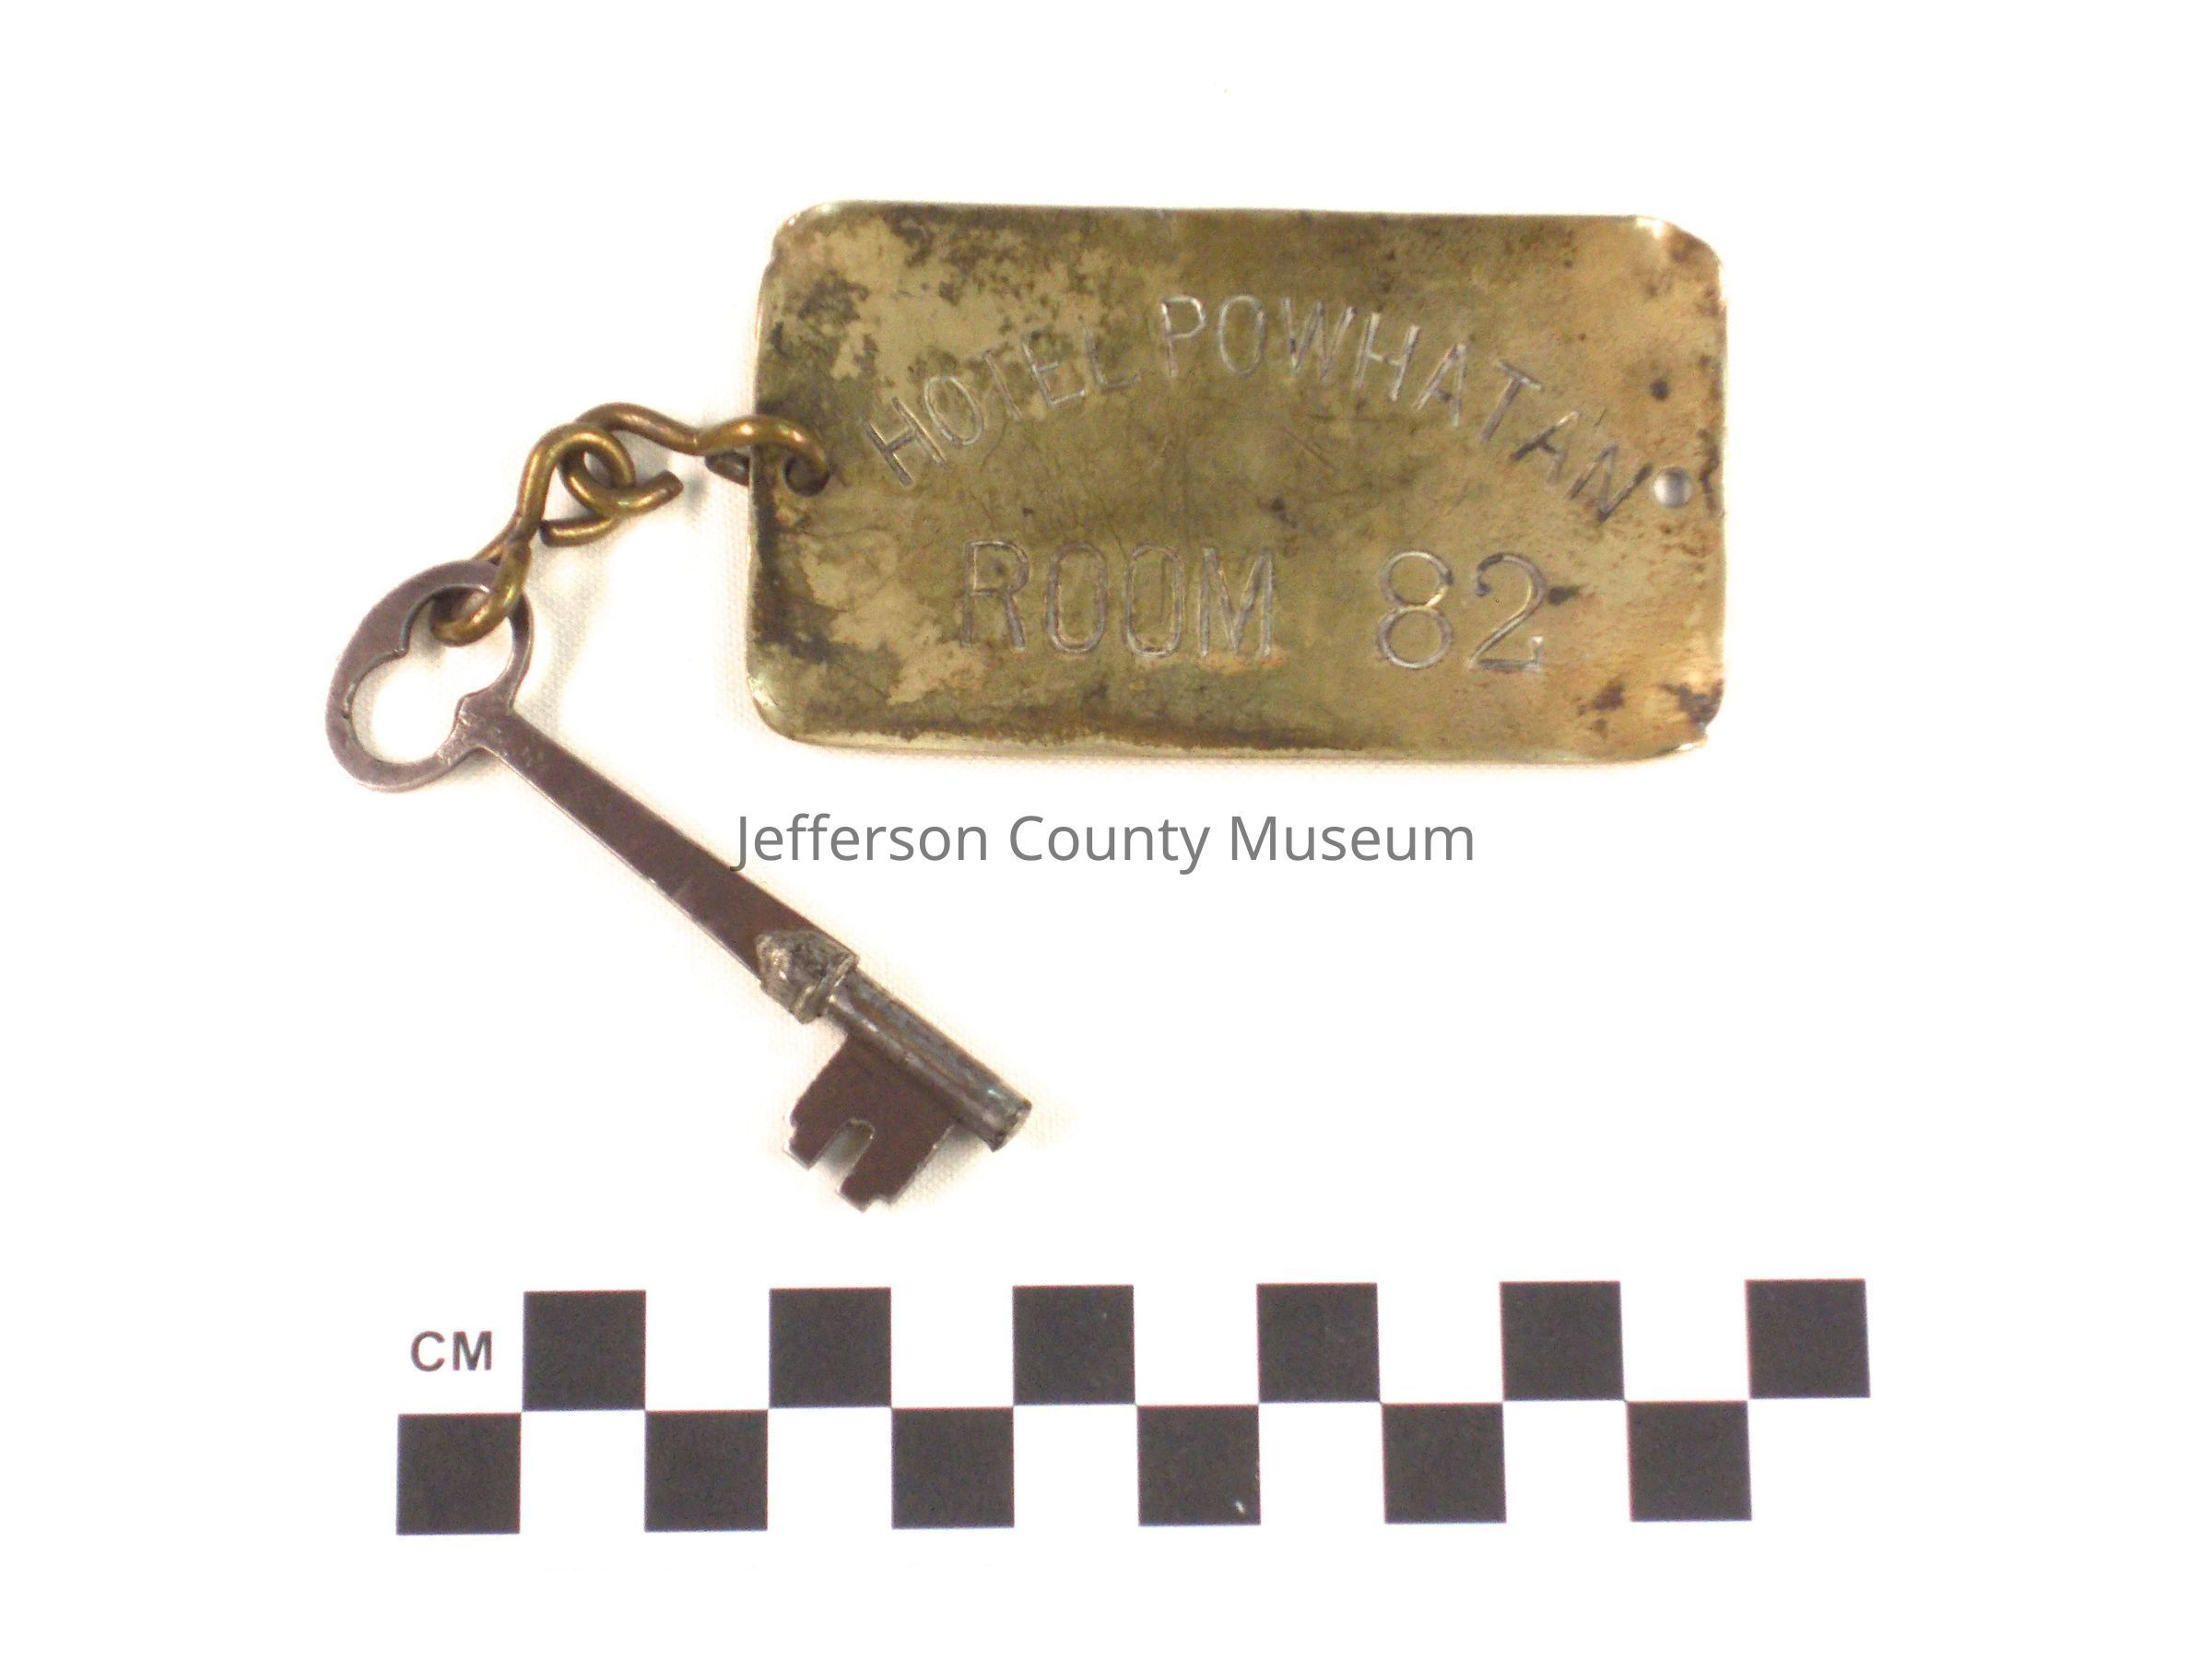 HOTEL POWHATAN
ROOM 82
Jefferson County Museum
CM